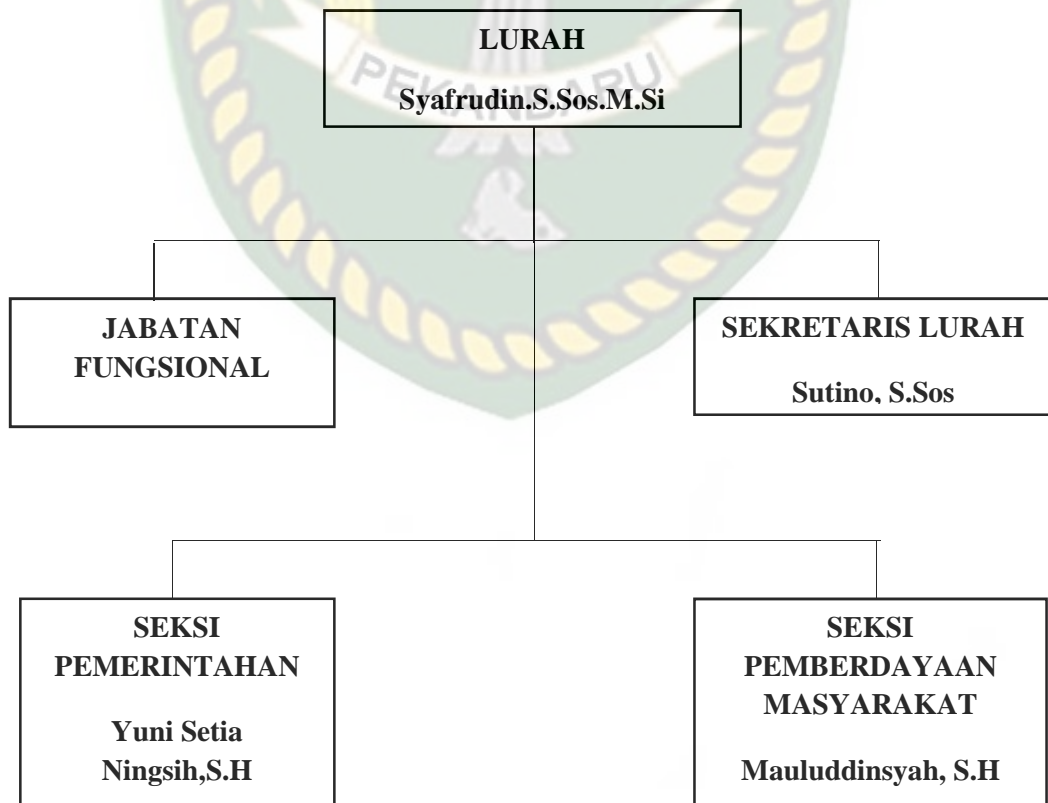 LURAH
Syafrudin.S.Sos.M.Si
PEKANBARU
JABATAN
FUNGSIONAL
SEKRETARIS LURAH
Sutino, S.Sos
SEKSI
PEMERINTAHAN
Yuni Setia
Ningsih,S.H
SEKSI
PEMBERDAYAAN
MASYARAKAT
Mauluddinsyah, S.H